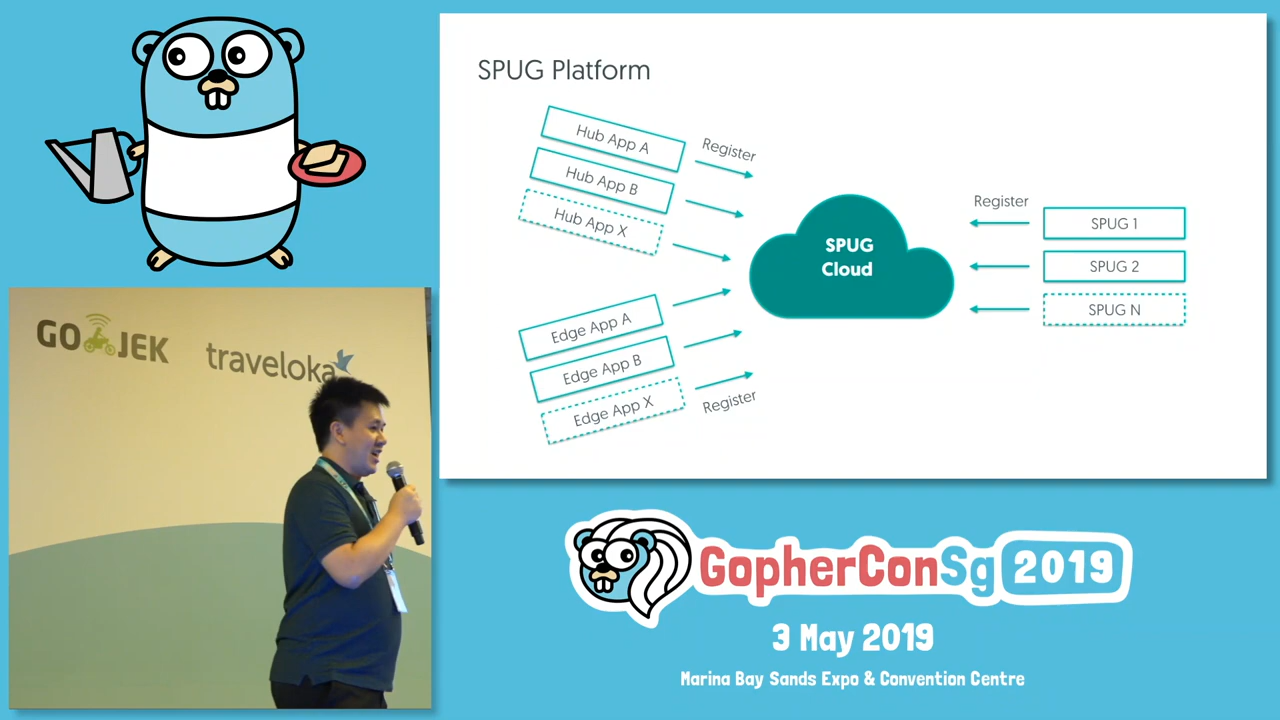 SPUG Platform
Hub App A
Hub App B
Hub App X
Register
Edge App A
Edge App B
Edge App X
Register
SPUG
Cloud
Register
SPUG 1
SPUG 2
SPUG N
GO JEK
traveloka
GopherConSg 2019
3 May 2019
Marina Bay Sands Expo & Convention Centre